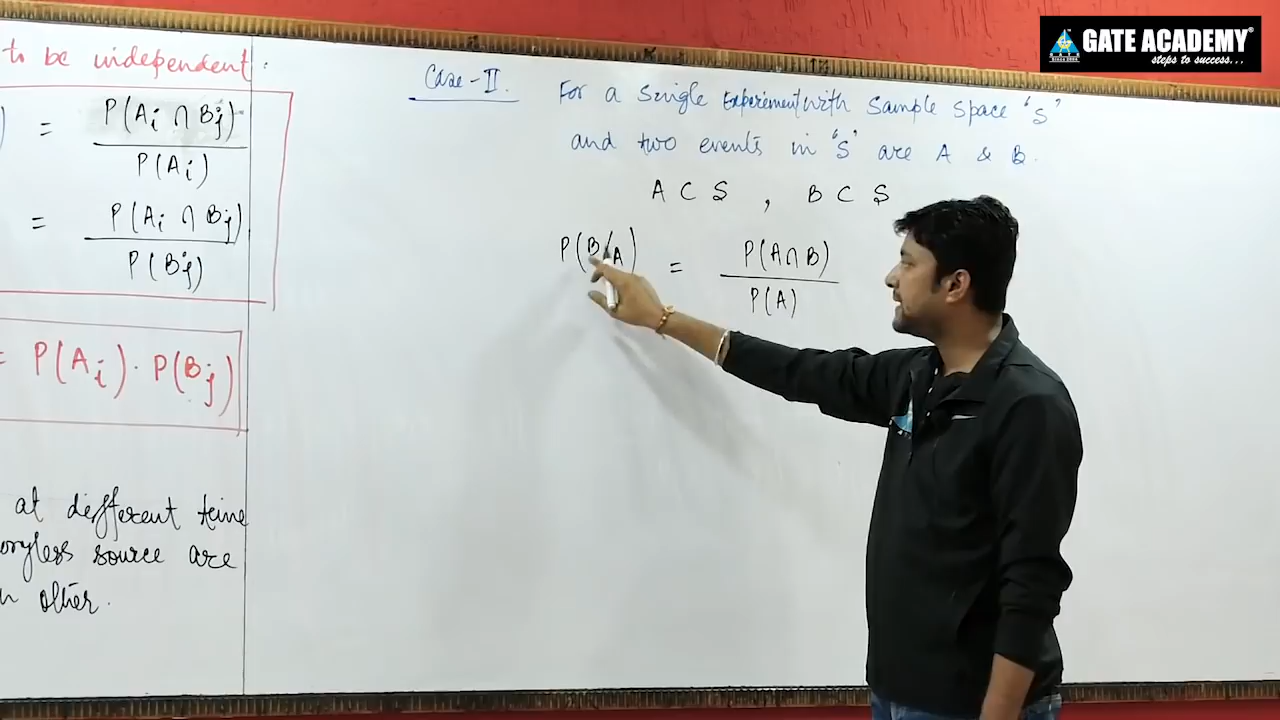 GATE ACADEMY®
steps to success...
to be independent :
) = P(Ai ∩ Bj)
P(Ai)
= P(Ai ∩ Bj)
P(Bj)
= P(Ai) · P(Bj)
at different time
source are
other.
Case - II.
For a Single Experiment with Sample Space 'S'
and two events in 'S' are A & B.
A ⊂ S , B ⊂ S
P(B/A) = P(A∩B)
P(A)